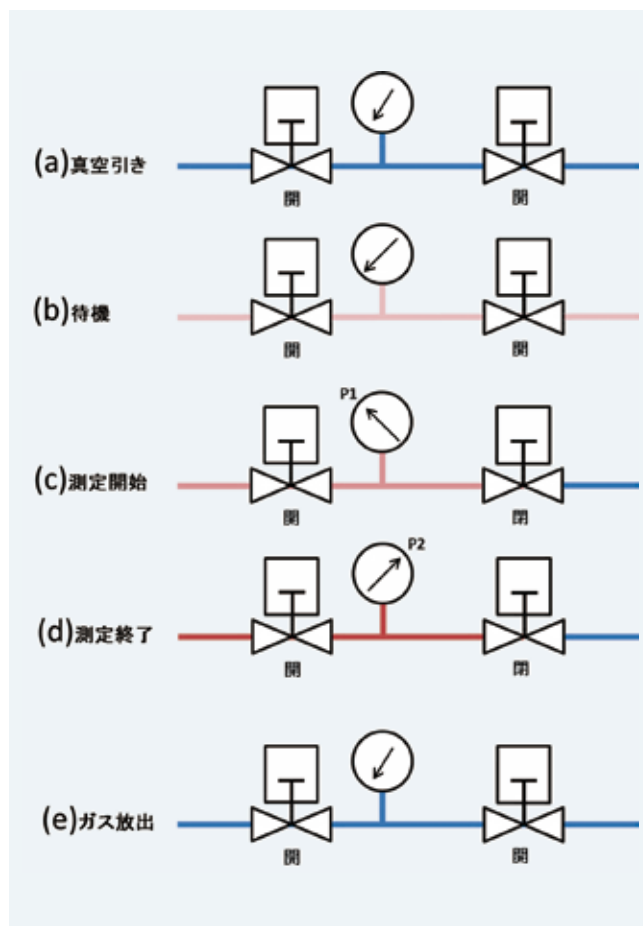 (a)真空引き
開 開
(b)待機
開 開
P1
(c)測定開始
開 閉
P2
(d)測定終了
開 閉
(e)ガス放出
開 開